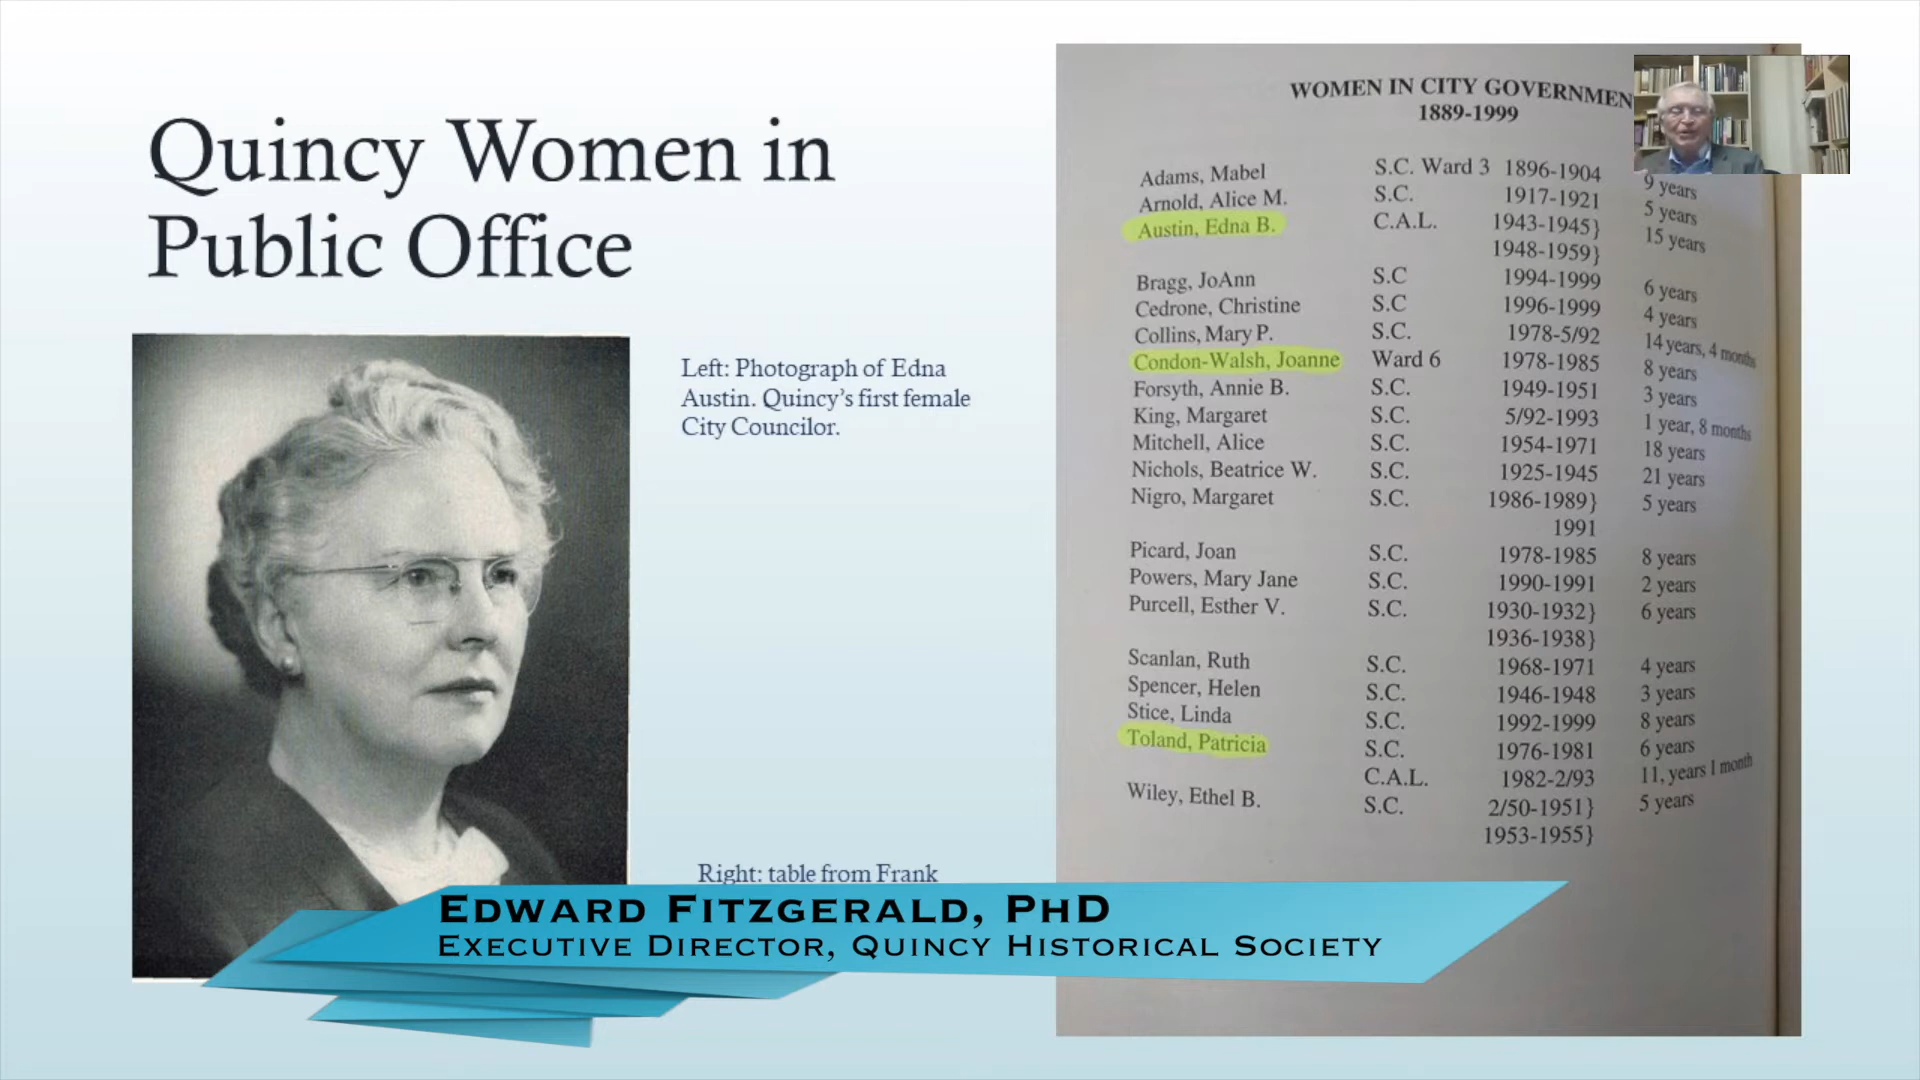 Quincy Women in
Public Office
Left: Photograph of Edna
Austin. Quincy's first female
City Councilor.
Right: table from Frank
WOMEN IN CITY GOVERNMEN
1889-1999
Adams, Mabel S.C. Ward 3 1896-1904 9 years
Arnold, Alice M. S.C. 1917-1921 5 years
Austin, Edna B. C.A.L. 1943-1945} 15 years
1948-1959}
Bragg, JoAnn S.C 1994-1999 6 years
Cedrone, Christine S.C 1996-1999 4 years
Collins, Mary P. S.C. 1978-5/92 14 years, 4 months
Condon-Walsh, Joanne Ward 6 1978-1985 8 years
Forsyth, Annie B. S.C. 1949-1951 3 years
King, Margaret S.C. 5/92-1993 1 year, 8 months
Mitchell, Alice S.C. 1954-1971 18 years
Nichols, Beatrice W. S.C. 1925-1945 21 years
Nigro, Margaret S.C. 1986-1989} 5 years
1991
Picard, Joan S.C. 1978-1985 8 years
Powers, Mary Jane S.C. 1990-1991 2 years
Purcell, Esther V. S.C. 1930-1932} 6 years
1936-1938}
Scanlan, Ruth S.C. 1968-1971 4 years
Spencer, Helen S.C. 1946-1948 3 years
Stice, Linda S.C. 1992-1999 8 years
Toland, Patricia S.C. 1976-1981 6 years
C.A.L. 1982-2/93 11, years 1 month
Wiley, Ethel B. S.C. 2/50-1951} 5 years
1953-1955}
EDWARD FITZGERALD, PHD
EXECUTIVE DIRECTOR, QUINCY HISTORICAL SOCIETY